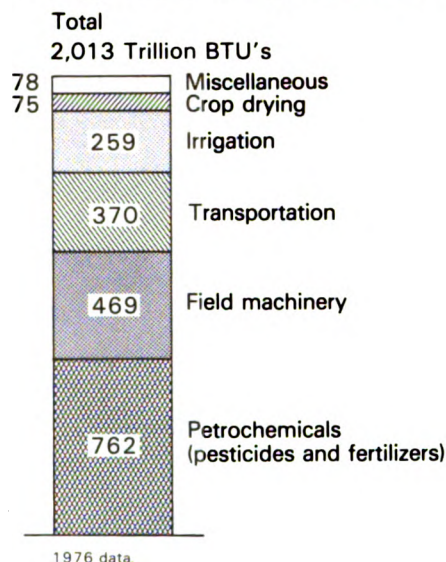 Total
2,013 Trillion BTU's
78 Miscellaneous
75 Crop drying
259 Irrigation
370 Transportation
469 Field machinery
762 Petrochemicals
(pesticides and fertilizers)
1976 data.